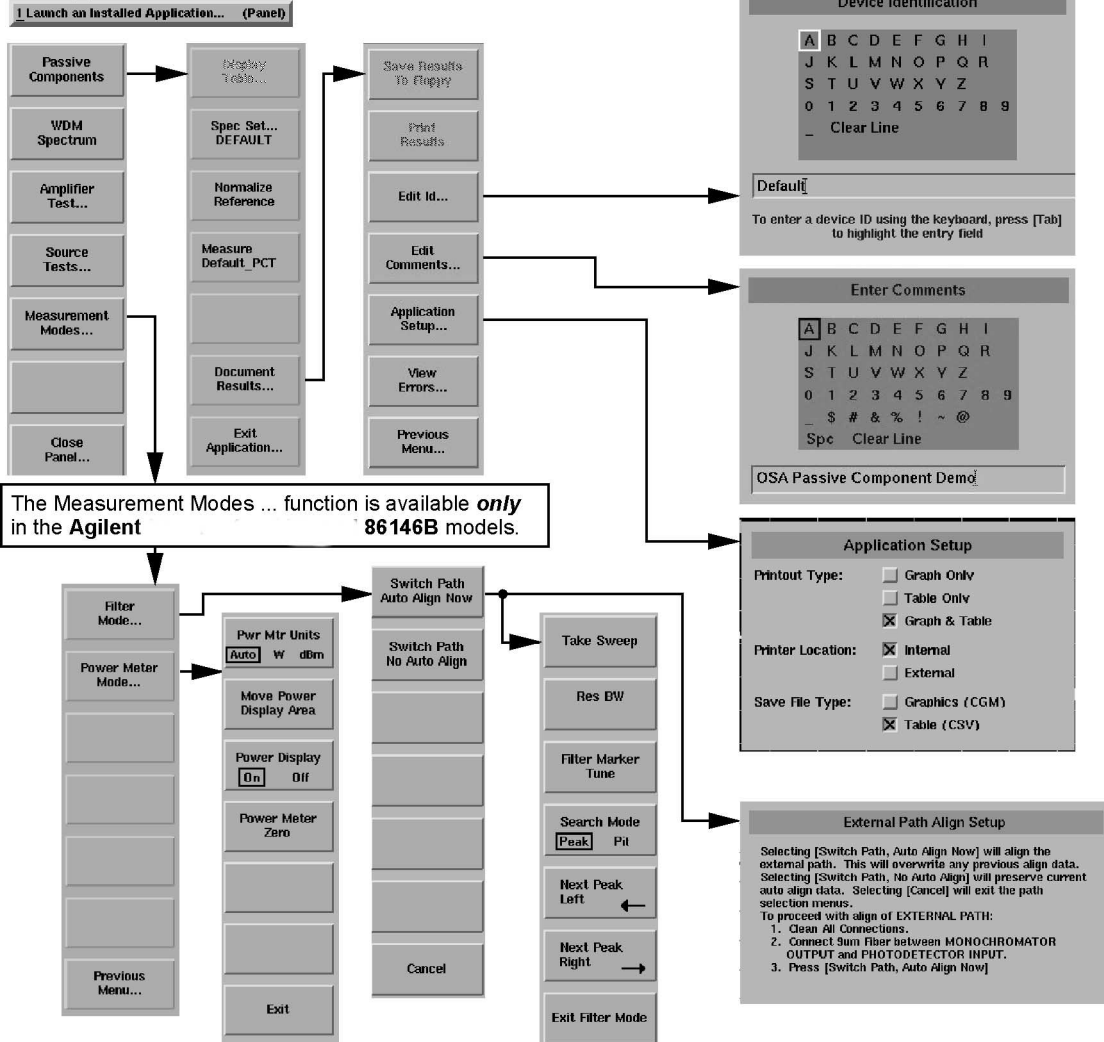 1 Launch an Installed Application... (Panel)
Passive
Components
WDM
Spectrum
Amplifier
Test...
Source
Tests...
Measurement
Modes...
Close
Panel...
Display
Table...
Spec Set...
DEFAULT
Normalize
Reference
Measure
Default_PCT
Document
Results...
Exit
Application...
Save Results
To Floppy
Print
Results
Edit Id...
Edit
Comments...
Application
Setup...
View
Errors...
Previous
Menu...
Device Identification
A B C D E F G H I
J K L M N O P Q R
S T U V W X Y Z
0 1 2 3 4 5 6 7 8 9
_ Clear Line
Default
To enter a device ID using the keyboard, press [Tab]
to highlight the entry field
Enter Comments
A B C D E F G H I
J K L M N O P Q R
S T U V W X Y Z
0 1 2 3 4 5 6 7 8 9
_ $ # & % ! ~ @
Spc Clear Line
OSA Passive Component Demo
The Measurement Modes ... function is available only
in the Agilent 86146B models.
Application Setup
Printout Type: Graph Only
Table Only
Graph & Table
Printer Location: Internal
External
Save File Type: Graphics (CGM)
Table (CSV)
Filter
Mode...
Power Meter
Mode...
Previous
Menu...
Pwr Mtr Units
Auto W dBm
Move Power
Display Area
Power Display
On Off
Power Meter
Zero
Exit
Switch Path
Auto Align Now
Switch Path
No Auto Align
Cancel
Take Sweep
Res BW
Filter Marker
Tune
Search Mode
Peak Pit
Next Peak
Left
Next Peak
Right
Exit Filter Mode
External Path Align Setup
Selecting [Switch Path, Auto Align Now] will align the
external path. This will overwrite any previous align data.
Selecting [Switch Path, No Auto Align] will preserve current
auto align data. Selecting [Cancel] will exit the path
selection menus.
To proceed with align of EXTERNAL PATH:
1. Clean All Connections.
2. Connect 9um Fiber between MONOCHROMATOR
OUTPUT and PHOTODETECTOR INPUT.
3. Press [Switch Path, Auto Align Now]